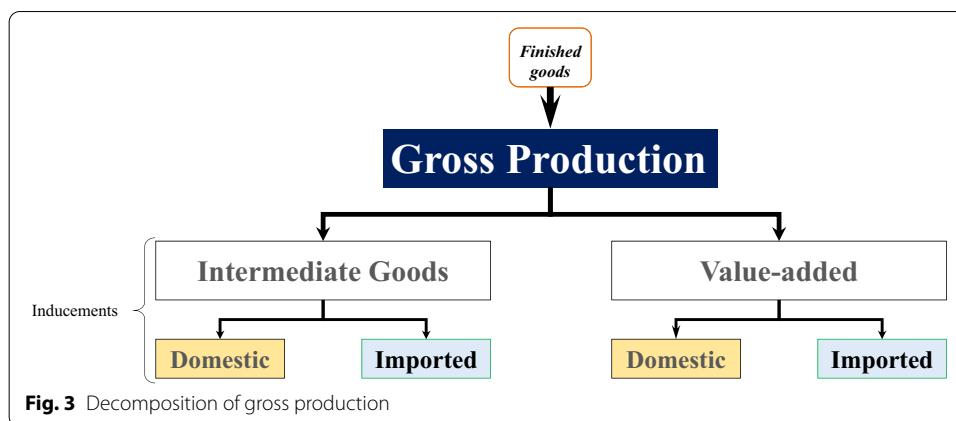 Finished
goods
Gross Production
Intermediate Goods
Value-added
Inducements
Domestic
Imported
Domestic
Imported
Fig. 3 Decomposition of gross production